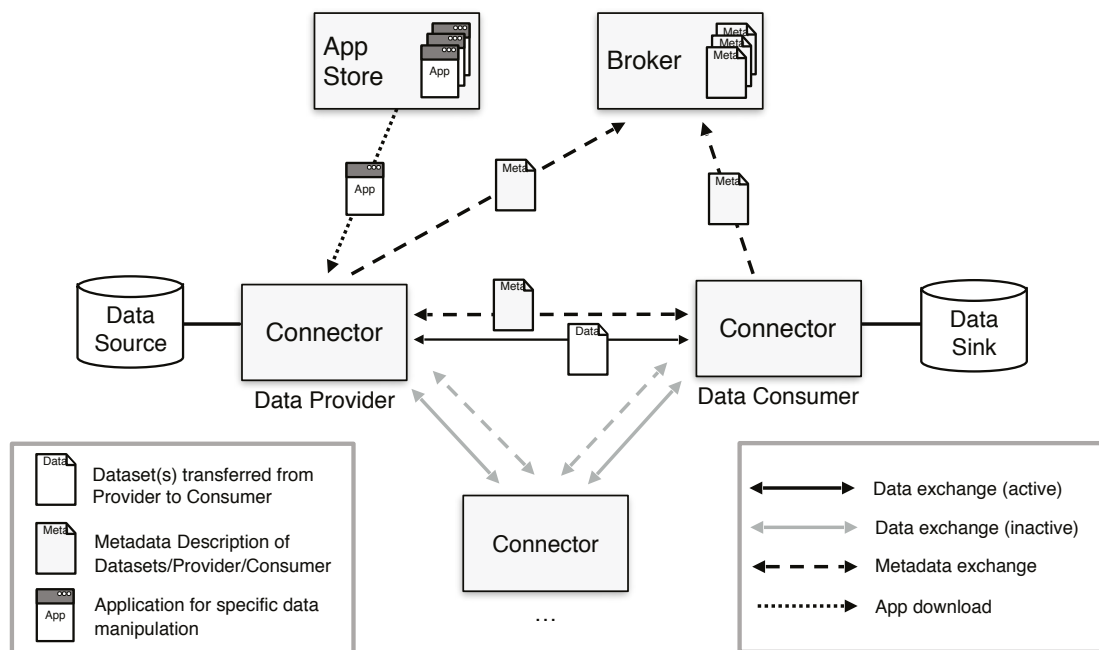 App
Store
App
Broker
Meta
Meta
Meta
App
Meta
Meta
Data
Source
Connector
Data Provider
Meta
Data
Connector
Data Consumer
Data
Sink
Connector
...
Data
Dataset(s) transferred from
Provider to Consumer
Meta
Metadata Description of
Datasets/Provider/Consumer
App
Application for specific data
manipulation
Data exchange (active)
Data exchange (inactive)
Metadata exchange
App download